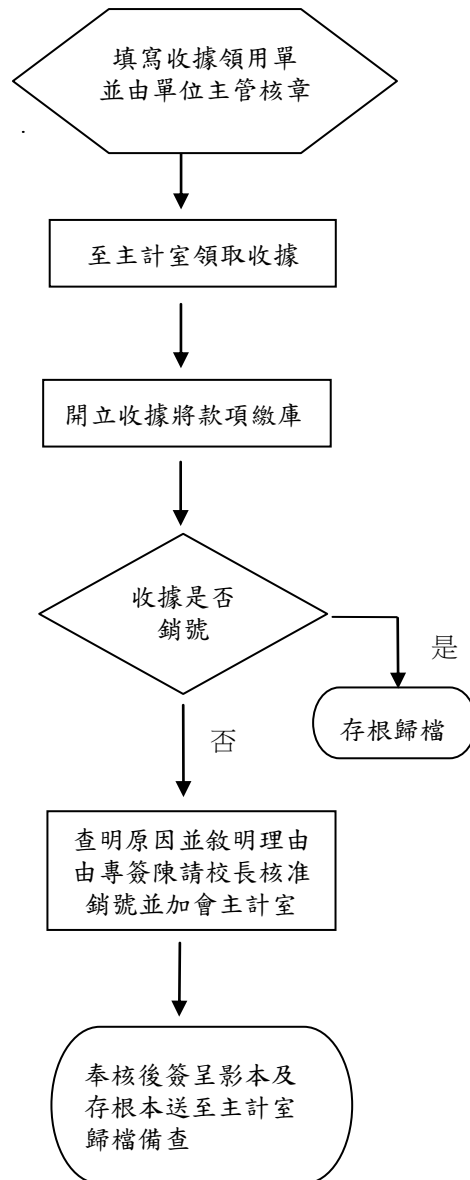 填寫收據領用單
並由單位主管核章
.
至主計室領取收據
開立收據將款項繳庫
收據是否
銷號
是
存根歸檔
否
查明原因並敘明理由
由專簽陳請校長核准
銷號並加會主計室
奉核後簽呈影本及
存根本送至主計室
歸檔備查